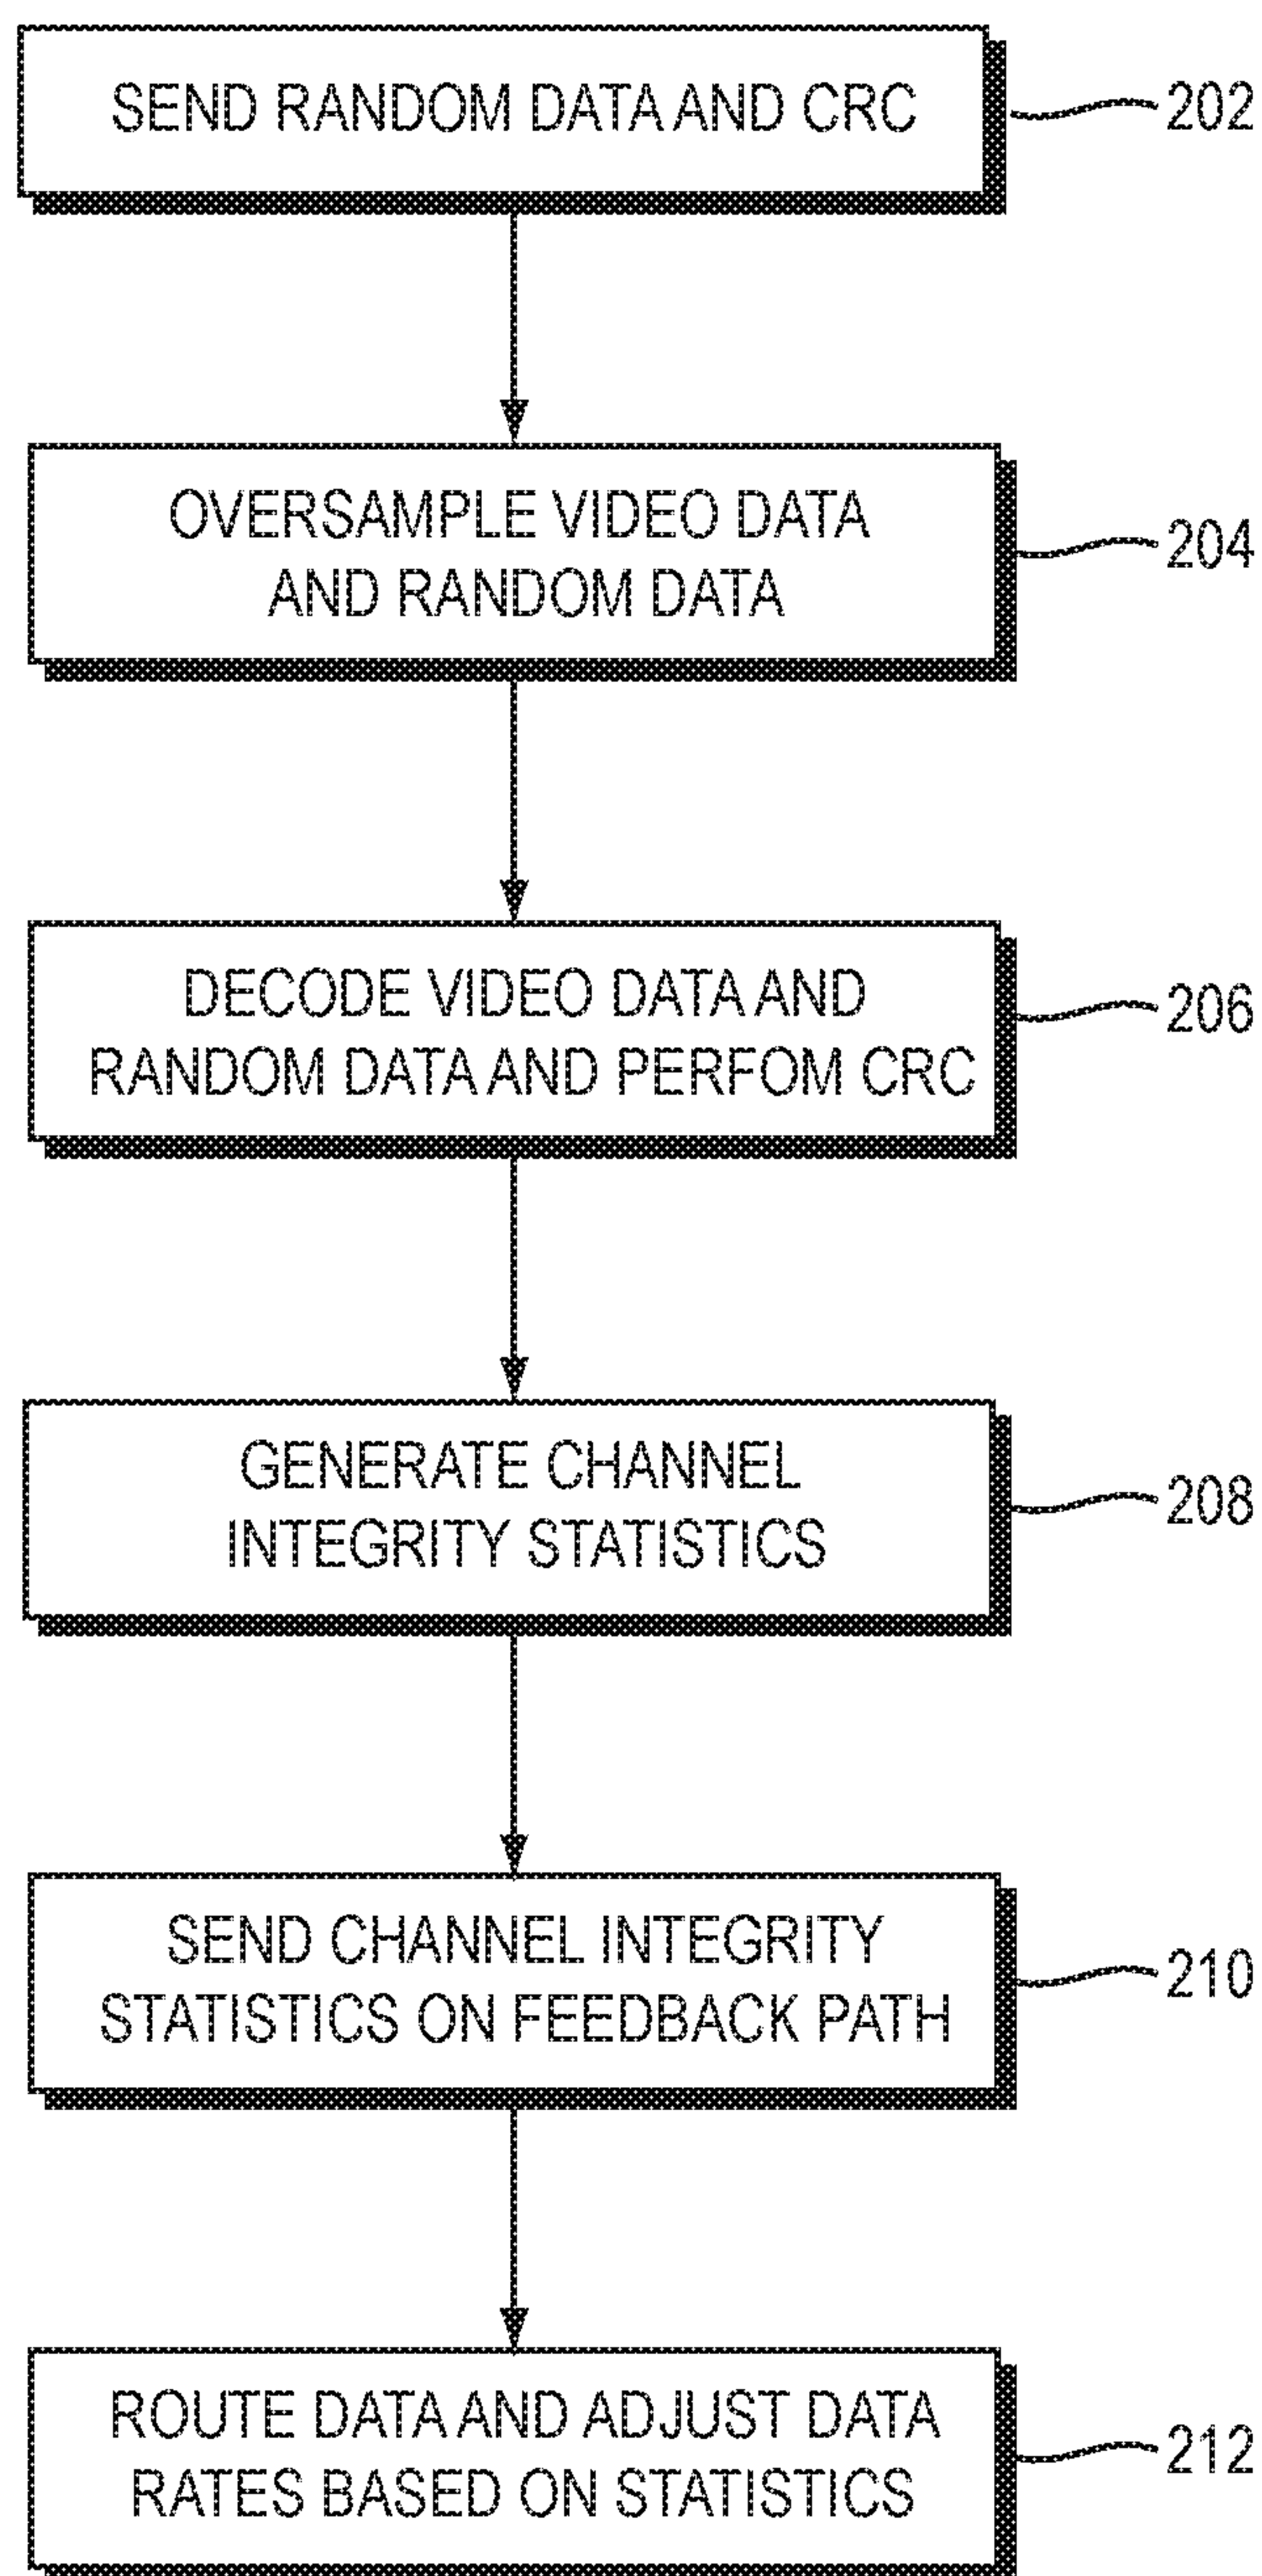 SEND RANDOM DATA AND CRC
202
OVERSAMPLE VIDEO DATA
AND RANDOM DATA
204
DECODE VIDEO DATA AND
RANDOM DATA AND PERFOM CRC
206
GENERATE CHANNEL
INTEGRITY STATISTICS
208
SEND CHANNEL INTEGRITY
STATISTICS ON FEEDBACK PATH
210
ROUTE DATA AND ADJUST DATA
RATES BASED ON STATISTICS
212